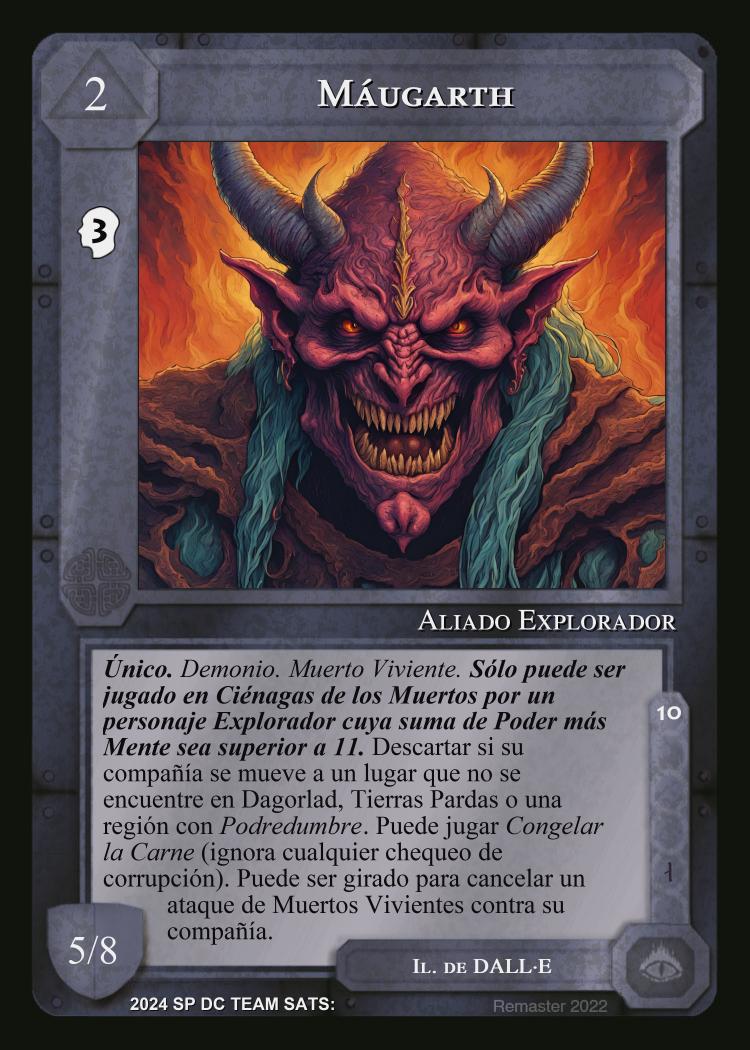 2
MÁUGARTH
3
ALIADO EXPLORADOR
Único. Demonio. Muerto Viviente. Sólo puede ser
jugado en Ciénagas de los Muertos por un
personaje Explorador cuya suma de Poder más
Mente sea superior a 11. Descartar si su
compañía se mueve a un lugar que no se
encuentre en Dagorlad, Tierras Pardas o una
región con Podredumbre. Puede jugar Congelar
la Carne (ignora cualquier chequeo de
corrupción). Puede ser girado para cancelar un
ataque de Muertos Vivientes contra su
compañía.
10
5/8
IL. DE DALL·E
2024 SP DC TEAM SATS:
Remaster 2022